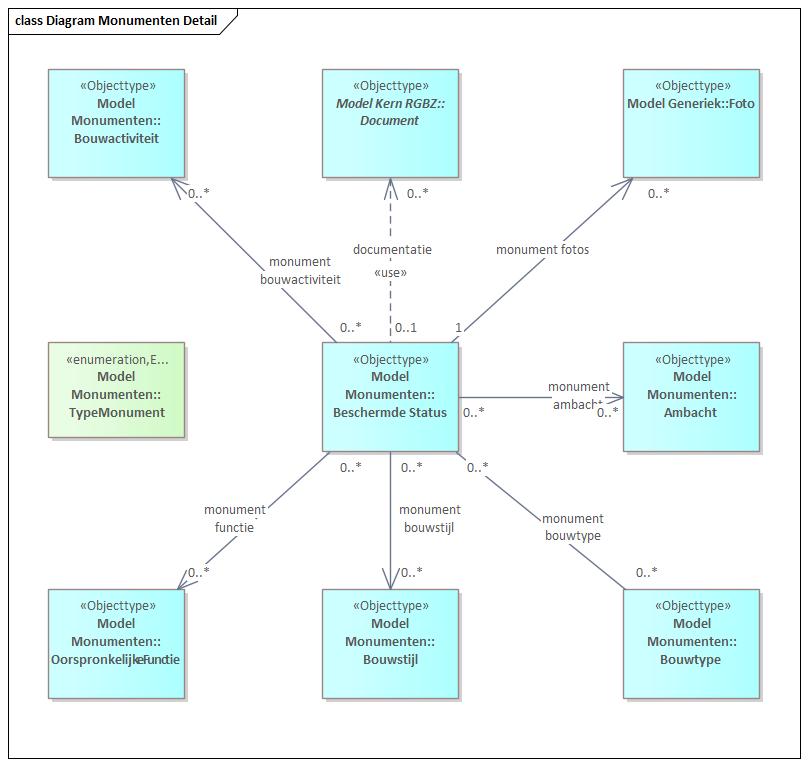 class Diagram Monumenten Detail
«Objecttype»
Model
Monumenten::
Bouwactiviteit
«Objecttype»
Model Kern RGBZ::
Document
«Objecttype»
Model Generiek::Foto
0..*
0..*
0..*
monument
bouwactiviteit
documentatie
«use»
monument fotos
0..*
0..1
1
«enumeration,E...
Model
Monumenten::
TypeMonument
«Objecttype»
Model
Monumenten::
Beschermde Status
monument
ambacht
0..*
0..*
«Objecttype»
Model
Monumenten::
Ambacht
0..*
0..*
0..*
monument
functie
monument
bouwstijl
monument
bouwtype
0..*
0..*
0..*
«Objecttype»
Model
Monumenten::
OorspronkelijkeFunctie
«Objecttype»
Model
Monumenten::
Bouwstijl
«Objecttype»
Model
Monumenten::
Bouwtype